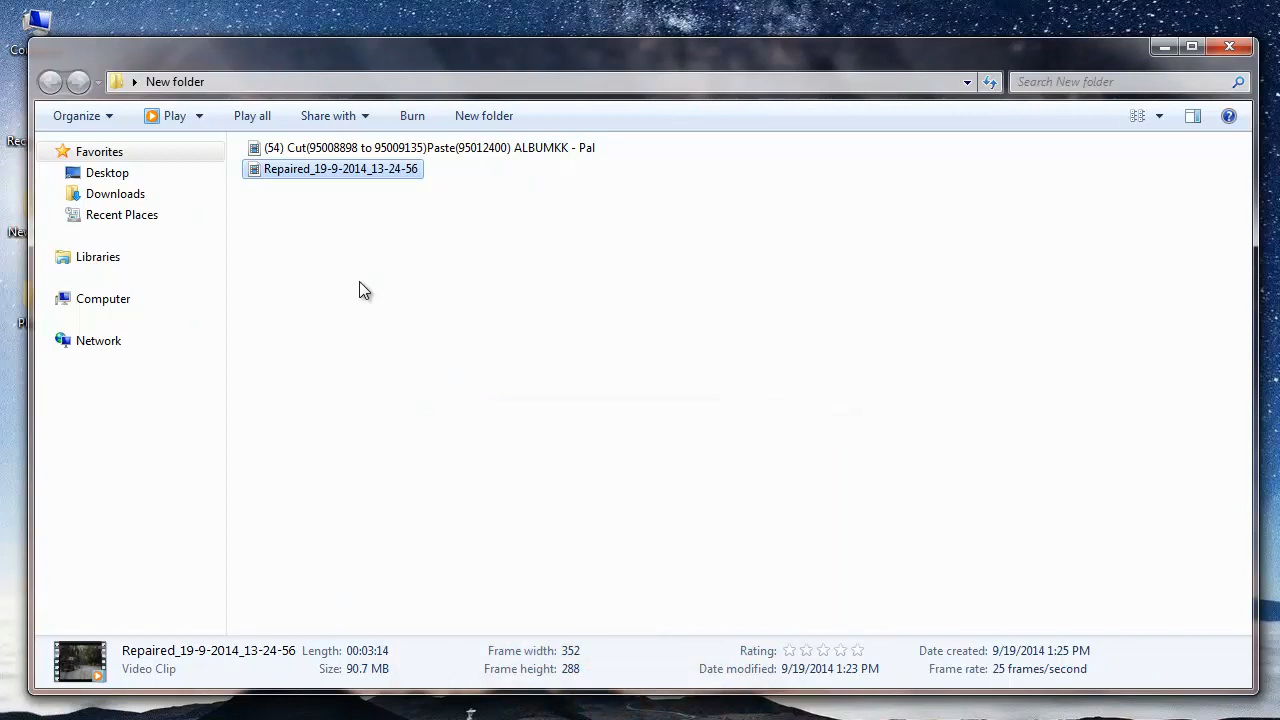 Co
Rec
Ne
P
New folder
Search New folder
Organize
Play
Play all
Share with
Burn
New folder
Favorites
Desktop
Downloads
Recent Places
Libraries
Computer
Network
(54) Cut(95008898 to 95009135)Paste(95012400) ALBUMKK - Pal
Repaired_19-9-2014_13-24-56
Repaired_19-9-2014_13-24-56 Length: 00:03:14 Frame width: 352 Rating: Date created: 9/19/2014 1:25 PM
Video Clip Size: 90.7 MB Frame height: 288 Date modified: 9/19/2014 1:23 PM Frame rate: 25 frames/second